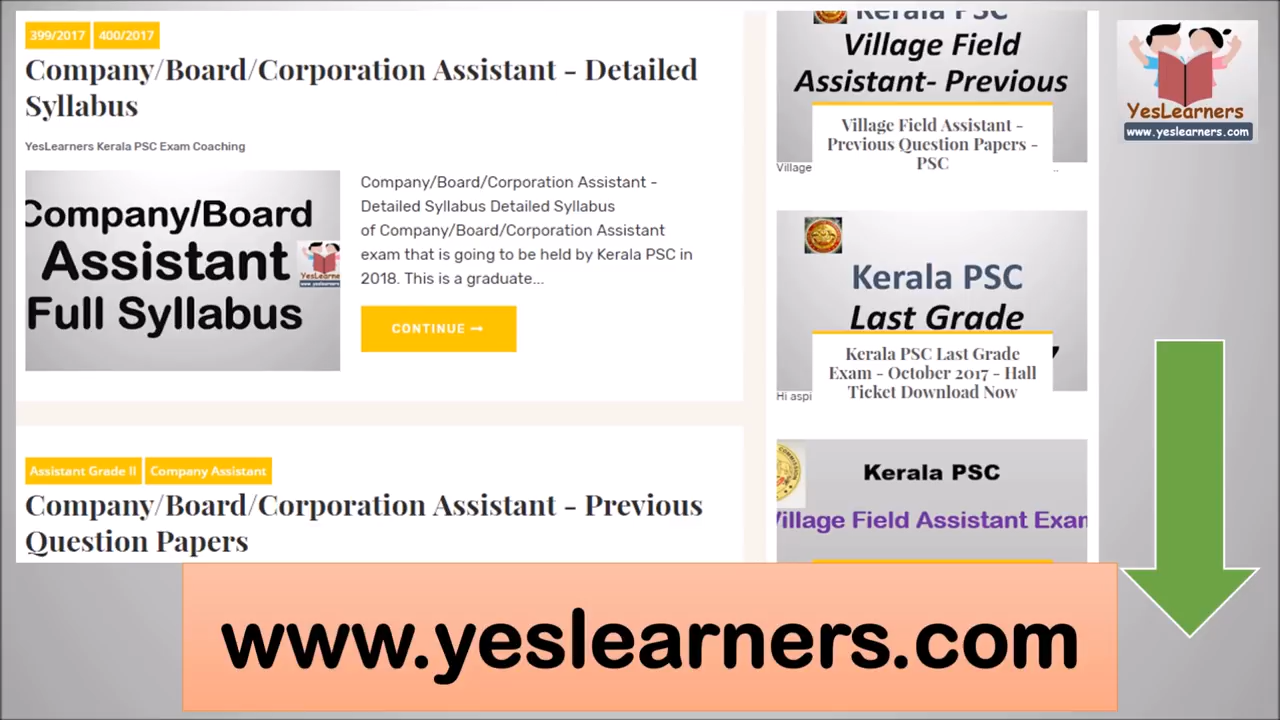 399/2017 400/2017
Company/Board/Corporation Assistant - Detailed
Syllabus
YesLearners Kerala PSC Exam Coaching
Company/Board
Assistant
Full Syllabus
YesLearne
www.yeslearners
Company/Board/Corporation Assistant -
Detailed Syllabus Detailed Syllabus
of Company/Board/Corporation Assistant
exam that is going to be held by Kerala PSC in
2018. This is a graduate...
CONTINUE
Assistant Grade II Company Assistant
Company/Board/Corporation Assistant - Previous
Question Papers
Kerala PSC
Village Field
Assistant- Previous
Village Field Assistant -
Previous Question Papers -
PSC
Village
..
Kerala PSC
Last Grade
Kerala PSC Last Grade
Exam - October 2017 - Hall
Ticket Download Now
Hi aspi
Kerala PSC
Village Field Assistant Exam
YesLearners
www.yeslearners.com
www.yeslearners.com